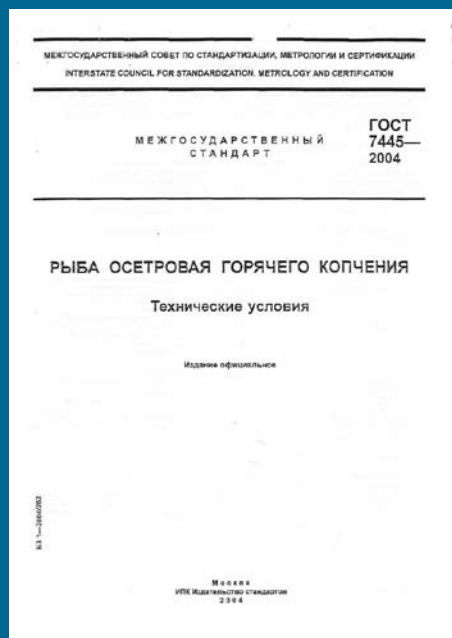 МЕЖГОСУДАРСТВЕННЫЙ СОВЕТ ПО СТАНДАРТИЗАЦИИ, МЕТРОЛОГИИ И СЕРТИФИКАЦИИ
INTERSTATE COUNCIL FOR STANDARDIZATION, METROLOGY AND CERTIFICATION
МЕЖГОСУДАРСТВЕННЫЙ
СТАНДАРТ
ГОСТ
7445—
2004
РЫБА ОСЕТРОВАЯ ГОРЯЧЕГО КОПЧЕНИЯ
Технические условия
Издание официальное
Москва
ИПК Издательство стандартов
2004